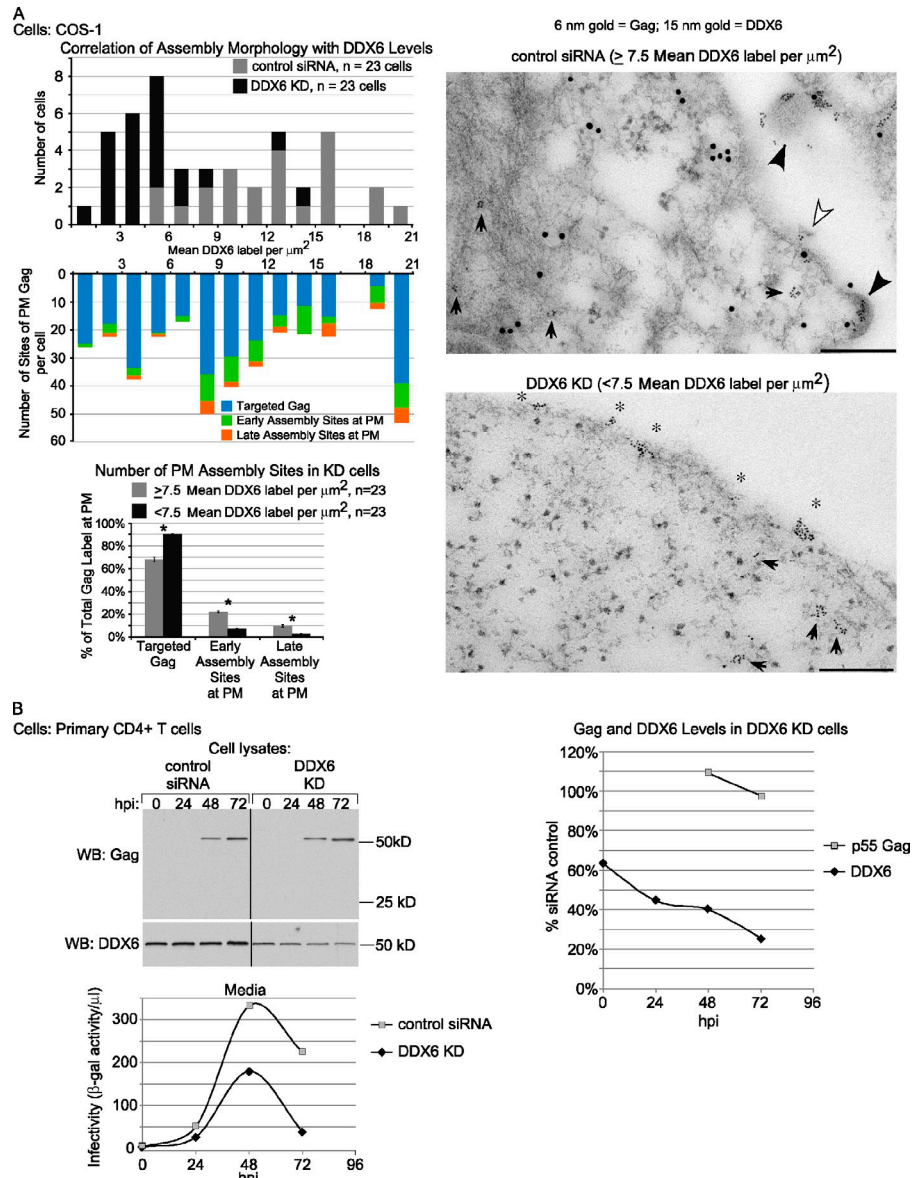 A
Cells: COS-1
Correlation of Assembly Morphology with DDX6 Levels
control siRNA, n = 23 cells
DDX6 KD, n = 23 cells
Number of cells
8
6
4
2
0
3 6 9 12 15 18 21
Mean DDX6 label per μm2
3 6 9 12 15 18 21
Number of Sites of PM Gag
per cell
0
10
20
30
40
50
60
Targeted Gag
Early Assembly Sites at PM
Late Assembly Sites at PM
Number of PM Assembly Sites in KD cells
≥7.5 Mean DDX6 label per μm2, n=23
<7.5 Mean DDX6 label per μm2, n=23
% of Total Gag Label at PM
100%
80%
60%
40%
20%
0%
* * *
Targeted Early Late
Gag Assembly Assembly
Sites Sites
at PM at PM
6 nm gold = Gag; 15 nm gold = DDX6
control siRNA (≥ 7.5 Mean DDX6 label per μm2)
DDX6 KD (<7.5 Mean DDX6 label per μm2)
* * * * *
B
Cells: Primary CD4+ T cells
Cell lysates:
control DDX6
siRNA KD
hpi: 0 24 48 72 0 24 48 72
WB: Gag
50kD
25 kD
WB: DDX6
50 kD
Media
Infectivity (β-gal activity/μl)
300
200
100
0
0 24 48 72 96
hpi
control siRNA
DDX6 KD
Gag and DDX6 Levels in DDX6 KD cells
% siRNA control
120%
100%
80%
60%
40%
20%
0%
0 24 48 72 96
hpi
p55 Gag
DDX6